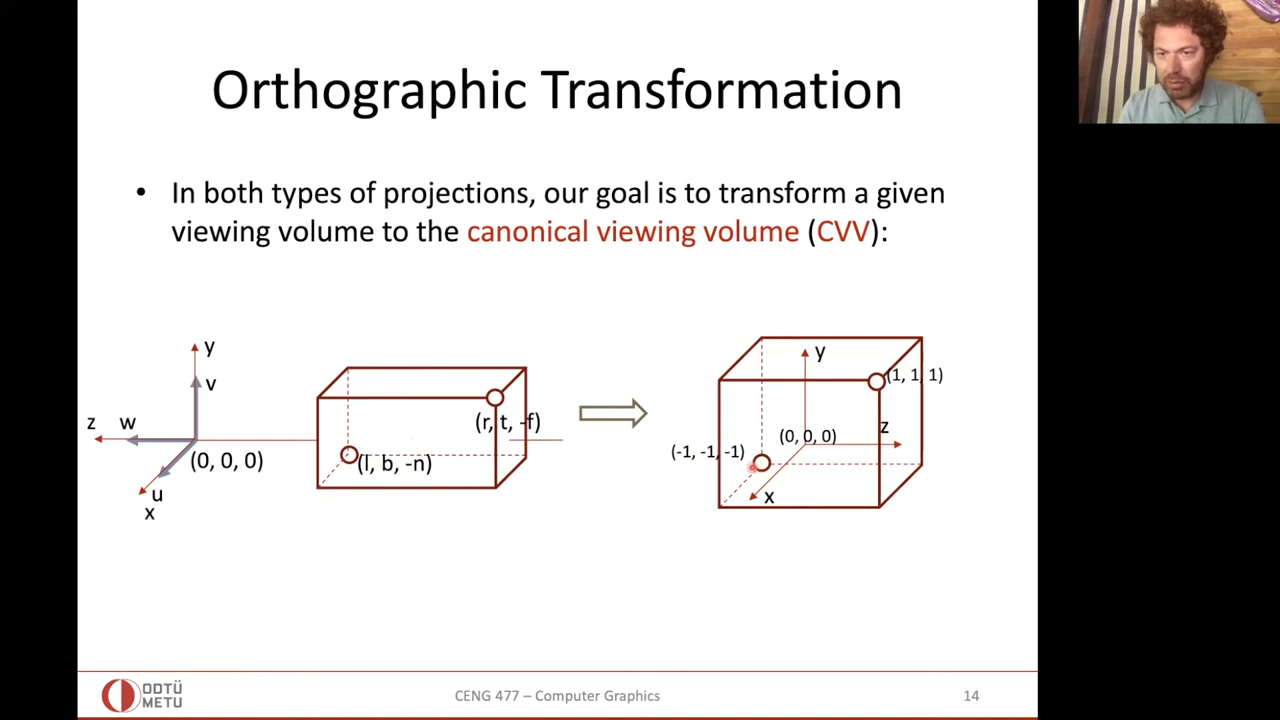 Orthographic Transformation
• In both types of projections, our goal is to transform a given
viewing volume to the canonical viewing volume (CVV):
y
v
z w
(0, 0, 0)
u
x
(r, t, -f)
(l, b, -n)
y
(1, 1, 1)
z
(0, 0, 0)
(-1, -1, -1)
x
ODTÜ
METU
CENG 477 – Computer Graphics
14